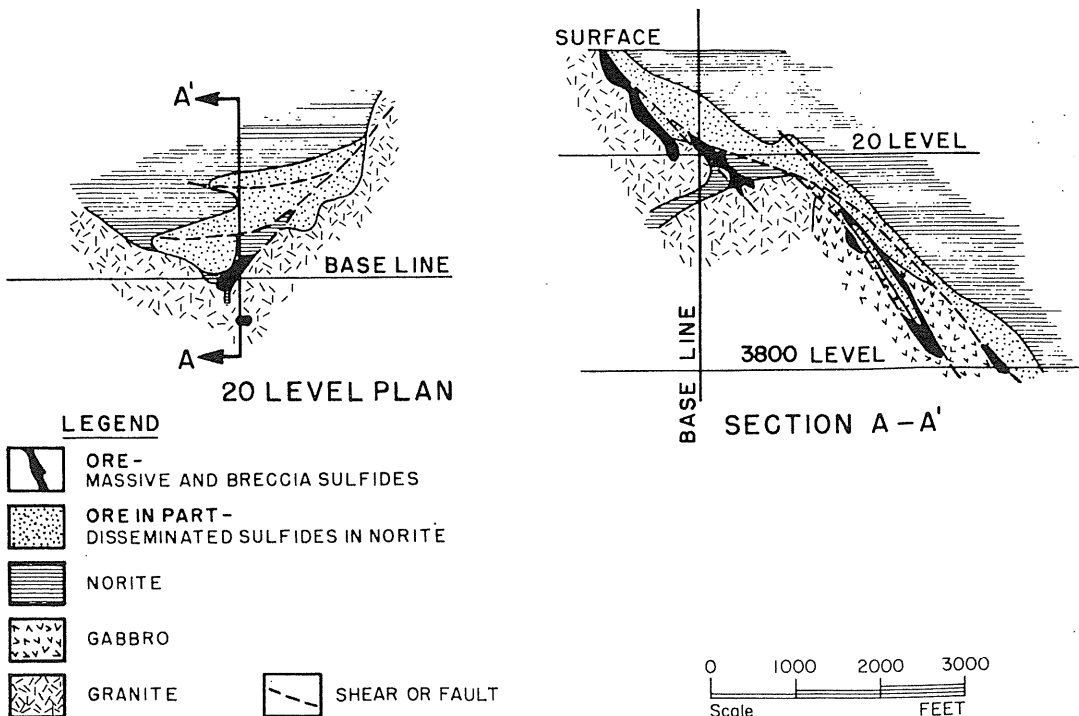 A'
BASE LINE
A
20 LEVEL PLAN
SURFACE
20 LEVEL
3800 LEVEL
BASE LINE
SECTION A-A'
LEGEND
ORE-
MASSIVE AND BRECCIA SULFIDES
ORE IN PART-
DISSEMINATED SULFIDES IN NORITE
NORITE
GABBRO
GRANITE
SHEAR OR FAULT
0 1000 2000 3000
Scale FEET